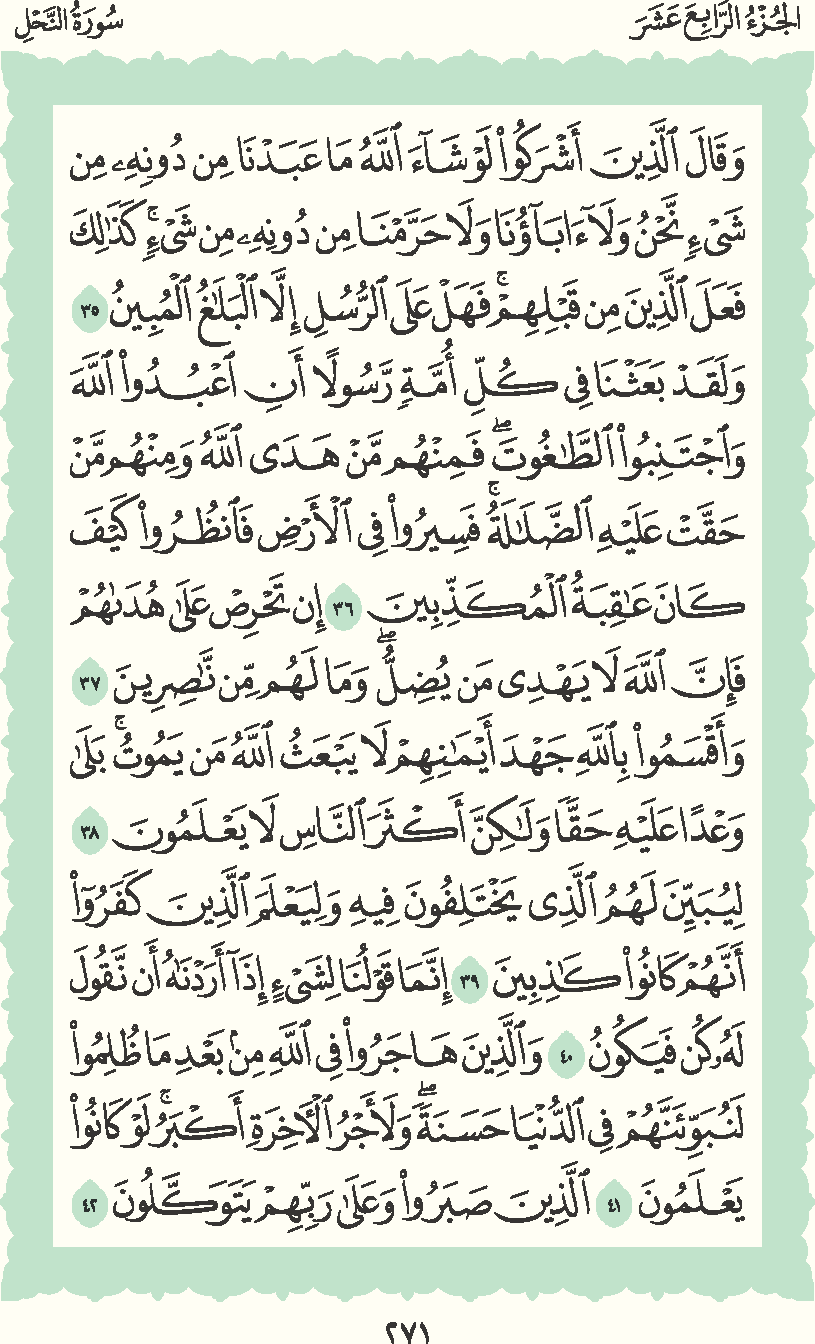 الجُزْءُ الرَّابِعَ عَشَرَ
سُورَةُ النَّحْلِ
وَقَالَ ٱلَّذِينَ أَشْرَكُوا۟ لَوْ شَآءَ ٱللَّهُ مَا عَبَدْنَا مِن دُونِهِۦ مِن
شَىْءٍ نَّحْنُ وَلَآ ءَابَآؤُنَا وَلَا حَرَّمْنَا مِن دُونِهِۦ مِن شَىْءٍ ۚ كَذَٰلِكَ
فَعَلَ ٱلَّذِينَ مِن قَبْلِهِمْ ۚ فَهَلْ عَلَى ٱلرُّسُلِ إِلَّا ٱلْبَلَٰغُ ٱلْمُبِينُ ٣٥
وَلَقَدْ بَعَثْنَا فِى كُلِّ أُمَّةٍ رَّسُولًا أَنِ ٱعْبُدُوا۟ ٱللَّهَ
وَٱجْتَنِبُوا۟ ٱلطَّٰغُوتَ ۖ فَمِنْهُم مَّنْ هَدَى ٱللَّهُ وَمِنْهُم مَّنْ
حَقَّتْ عَلَيْهِ ٱلضَّلَٰلَةُ ۚ فَسِيرُوا۟ فِى ٱلْأَرْضِ فَٱنظُرُوا۟ كَيْفَ
كَانَ عَٰقِبَةُ ٱلْمُكَذِّبِينَ ٣٦ إِن تَحْرِصْ عَلَىٰ هُدَىٰهُمْ
فَإِنَّ ٱللَّهَ لَا يَهْدِى مَن يُضِلُّ ۖ وَمَا لَهُم مِّن نَّٰصِرِينَ ٣٧
وَأَقْسَمُوا۟ بِٱللَّهِ جَهْدَ أَيْمَٰنِهِمْ لَا يَبْعَثُ ٱللَّهُ مَن يَمُوتُ ۚ بَلَىٰ
وَعْدًا عَلَيْهِ حَقًّا وَلَٰكِنَّ أَكْثَرَ ٱلنَّاسِ لَا يَعْلَمُونَ ٣٨
لِيُبَيِّنَ لَهُمُ ٱلَّذِى يَخْتَلِفُونَ فِيهِ وَلِيَعْلَمَ ٱلَّذِينَ كَفَرُوٓا۟
أَنَّهُمْ كَانُوا۟ كَٰذِبِينَ ٣٩ إِنَّمَا قَوْلُنَا لِشَىْءٍ إِذَآ أَرَدْنَٰهُ أَن نَّقُولَ
لَهُۥ كُن فَيَكُونُ ٤٠ وَٱلَّذِينَ هَاجَرُوا۟ فِى ٱللَّهِ مِنۢ بَعْدِ مَا ظُلِمُوا۟
لَنُبَوِّئَنَّهُمْ فِى ٱلدُّنْيَا حَسَنَةً ۖ وَلَأَجْرُ ٱلْءَاخِرَةِ أَكْبَرُ ۚ لَوْ كَانُوا۟
يَعْلَمُونَ ٤١ ٱلَّذِينَ صَبَرُوا۟ وَعَلَىٰ رَبِّهِمْ يَتَوَكَّلُونَ ٤٢
٢٧١